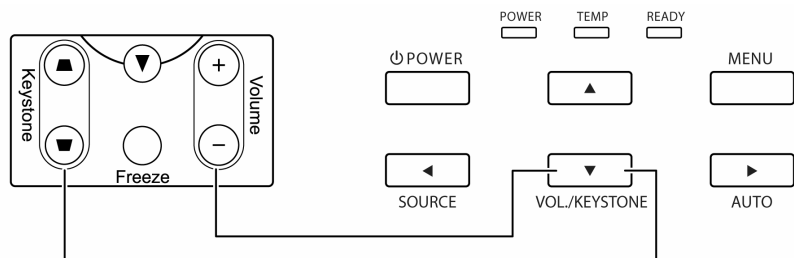 POWER TEMP READY
Keystone
Volume
Freeze
POWER
MENU
SOURCE
VOL./KEYSTONE
AUTO